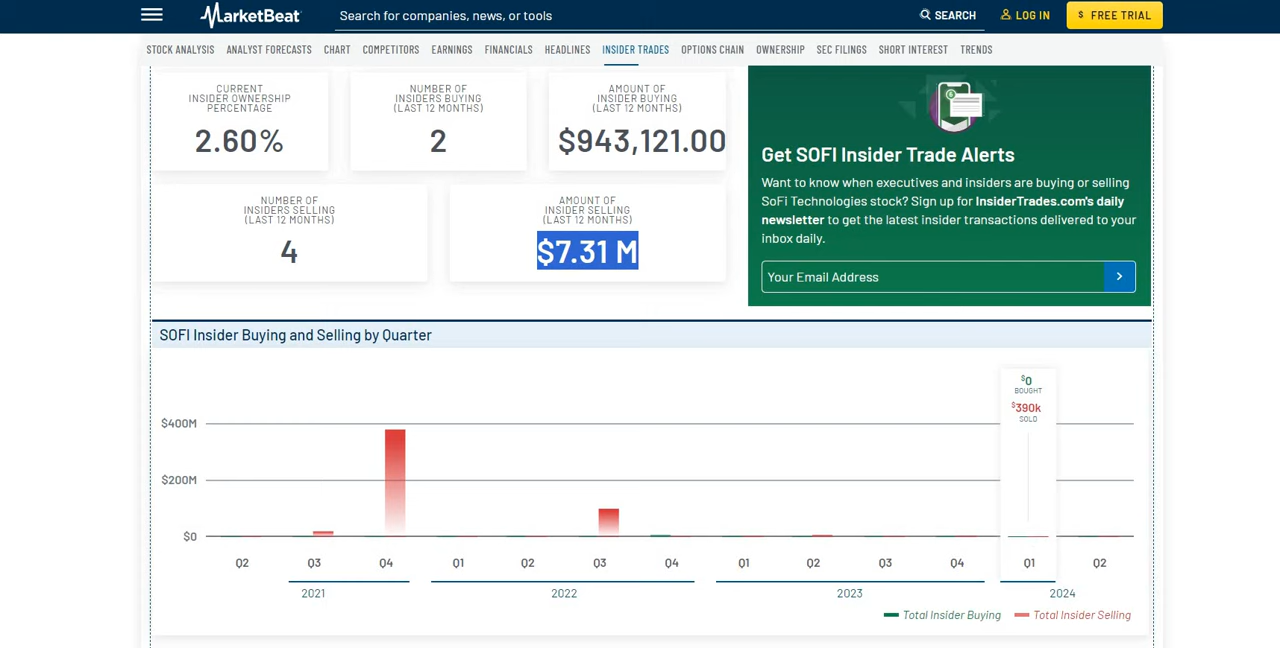 MarketBeat
Search for companies, news, or tools
SEARCH
LOG IN
$ FREE TRIAL
STOCK ANALYSIS ANALYST FORECASTS CHART COMPETITORS EARNINGS FINANCIALS HEADLINES INSIDER TRADES OPTIONS CHAIN OWNERSHIP SEC FILINGS SHORT INTEREST TRENDS
CURRENT
INSIDER OWNERSHIP
PERCENTAGE
2.60%
NUMBER OF
INSIDERS BUYING
(LAST 12 MONTHS)
2
AMOUNT OF
INSIDER BUYING
(LAST 12 MONTHS)
$943,121.00
NUMBER OF
INSIDERS SELLING
(LAST 12 MONTHS)
4
AMOUNT OF
INSIDER SELLING
(LAST 12 MONTHS)
$7.31 M
Get SOFI Insider Trade Alerts
Want to know when executives and insiders are buying or selling
SoFi Technologies stock? Sign up for InsiderTrades.com's daily
newsletter to get the latest insider transactions delivered to your
inbox daily.
Your Email Address
SOFI Insider Buying and Selling by Quarter
$0
BOUGHT
$390k
SOLD
$400M
$200M
$0
Q2 Q3 Q4 Q1 Q2 Q3 Q4 Q1 Q2 Q3 Q4 Q1 Q2
2021 2022 2023 2024
Total Insider Buying Total Insider Selling